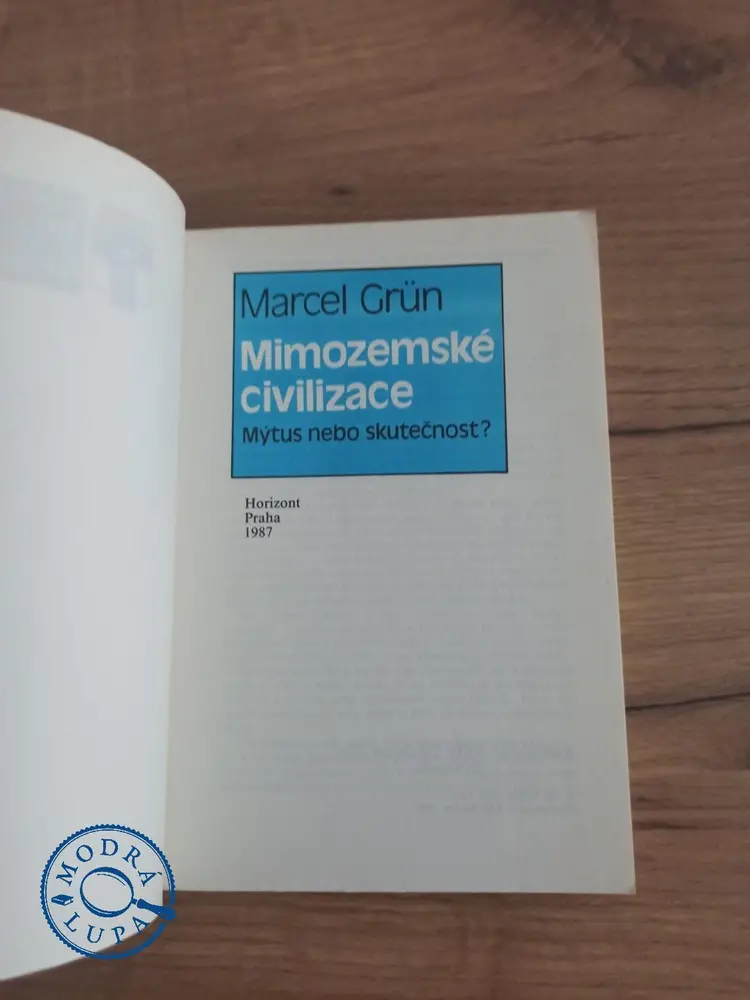 Marcel Grün
Mimozemské
civilizace
Mýtus nebo skutečnost?
Horizont
Praha
1987
MODRÁ
LUPA